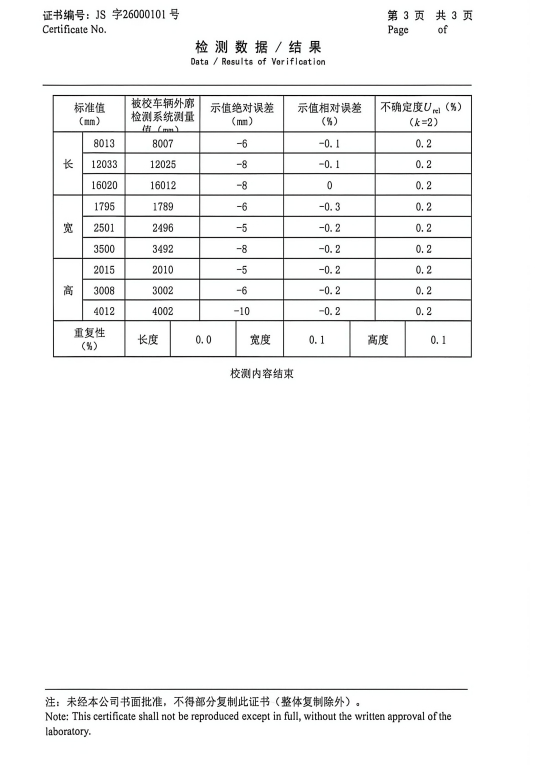 证书编号：JS 字26000101 号
第 3 页 共 3 页
Certificate No.
Page of
检 测 数 据 / 结 果
Data / Results of Verification
标准值（mm） 被校车辆外廓检测系统测量值（mm） 示值绝对误差（mm） 示值相对误差（%） 不确定度Urel（%）（k=2）
长 8013 8007 -6 -0.1 0.2
12033 12025 -8 -0.1 0.2
16020 16012 -8 0 0.2
宽 1795 1789 -6 -0.3 0.2
2501 2496 -5 -0.2 0.2
3500 3492 -8 -0.2 0.2
高 2015 2010 -5 -0.2 0.2
3008 3002 -6 -0.2 0.2
4012 4002 -10 -0.2 0.2
重复性（%） 长度 0.0 宽度 0.1 高度 0.1
校测内容结束
注：未经本公司书面批准，不得部分复制此证书（整体复制除外）。
Note: This certificate shall not be reproduced except in full, without the written approval of the
laboratory.